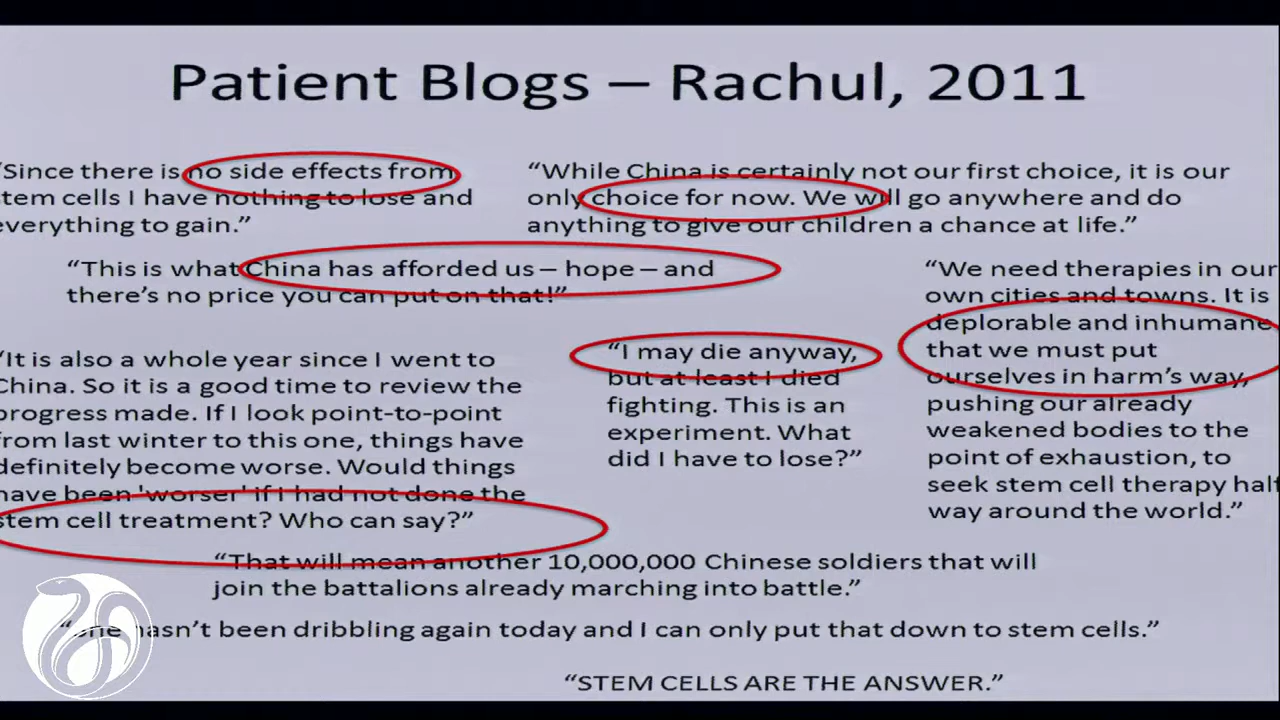 Patient Blogs – Rachul, 2011
“Since there is no side effects from
stem cells I have nothing to lose and
everything to gain.”
“While China is certainly not our first choice, it is our
only choice for now. We will go anywhere and do
anything to give our children a chance at life.”
“This is what China has afforded us – hope – and
there’s no price you can put on that!”
“We need therapies in our
own cities and towns. It is
deplorable and inhumane
that we must put
ourselves in harm’s way,
pushing our already
weakened bodies to the
point of exhaustion, to
seek stem cell therapy half
way around the world.”
“It is also a whole year since I went to
China. So it is a good time to review the
progress made. If I look point-to-point
from last winter to this one, things have
definitely become worse. Would things
have been 'worser' if I had not done the
stem cell treatment? Who can say?”
“I may die anyway,
but at least I died
fighting. This is an
experiment. What
did I have to lose?”
“That will mean another 10,000,000 Chinese soldiers that will
join the battalions already marching into battle.”
hasn’t been dribbling again today and I can only put that down to stem cells.”
“STEM CELLS ARE THE ANSWER.”